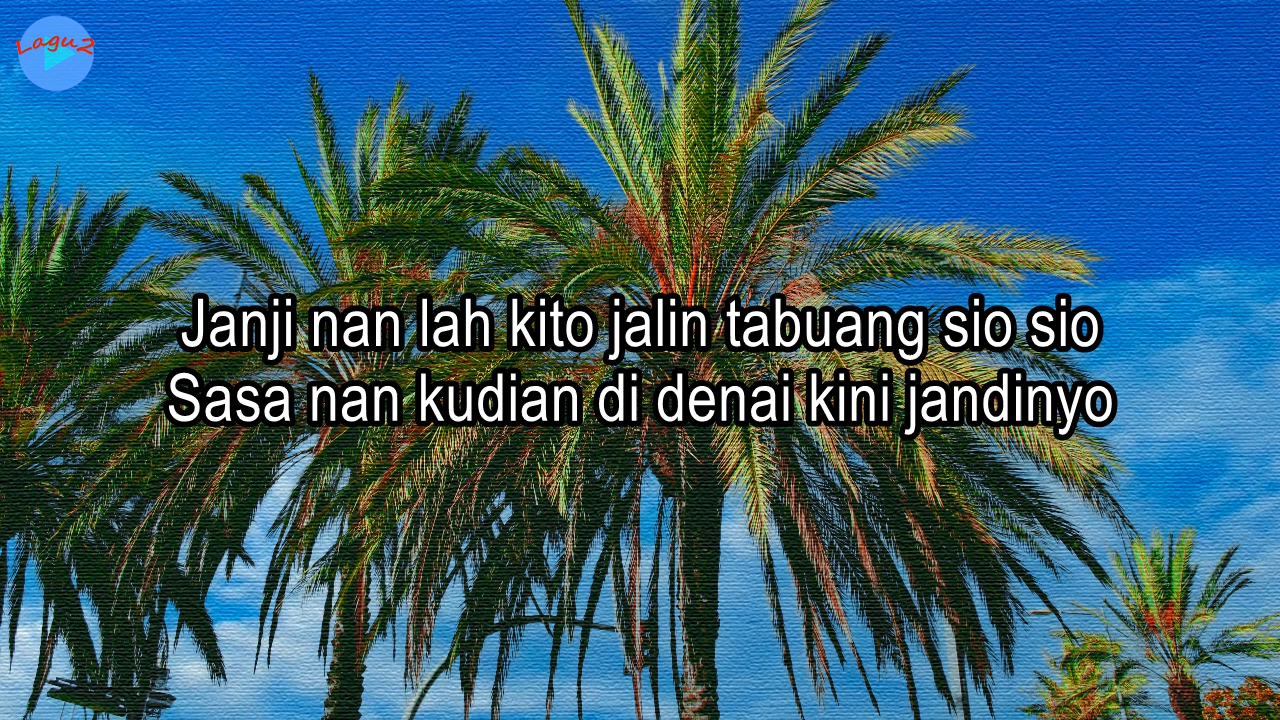 Lagu2
Janji nan lah kito jalin tabuang sio sio
Sasa nan kudian di denai kini jandinyo